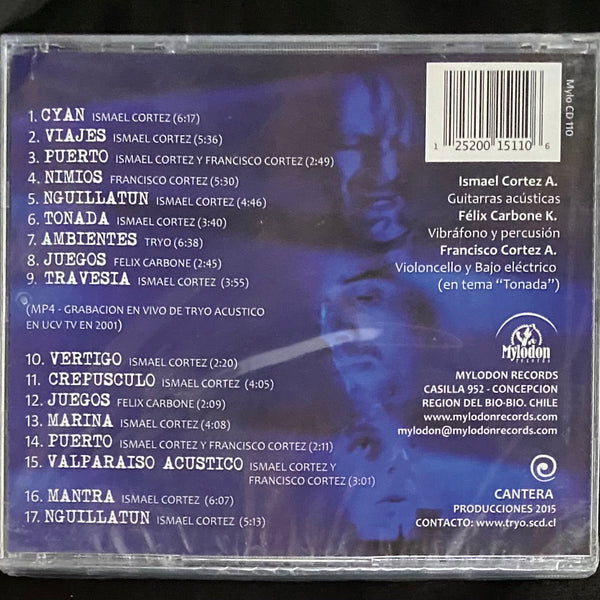 1. CYAN ISMAEL CORTEZ (6:17)
2. VIAJES ISMAEL CORTEZ (5:36)
3. PUERTO ISMAEL CORTEZ Y FRANCISCO CORTEZ (2:49)
4. NIMIOS FRANCISCO CORTEZ (5:30)
5. NGUILLATUN ISMAEL CORTEZ (4:46)
6. TONADA ISMAEL CORTEZ (3:40)
7. AMBIENTES TRYO (6:38)
8. JUEGOS FELIX CARBONE (2:45)
9. TRAVESIA ISMAEL CORTEZ (3:55)
(MP4 - GRABACION EN VIVO DE TRYO ACUSTICO
EN UCV TV EN 2001)
10. VERTIGO ISMAEL CORTEZ (2:20)
11. CREPUSCULO ISMAEL CORTEZ (4:05)
12. JUEGOS FELIX CARBONE (2:09)
13. MARINA ISMAEL CORTEZ (4:08)
14. PUERTO ISMAEL CORTEZ Y FRANCISCO CORTEZ (2:11)
15. VALPARAISO ACUSTICO ISMAEL CORTEZ Y
FRANCISCO CORTEZ (3:01)
16. MANTRA ISMAEL CORTEZ (6:07)
17. NGUILLATUN ISMAEL CORTEZ (5:13)
1 25200 15110 6
Mylo CD 110
Ismael Cortez A.
Guitarras acústicas
Félix Carbone K.
Vibráfono y percusión
Francisco Cortez A.
Violoncello y Bajo eléctrico
(en tema “Tonada”)
Mylodon
records
MYLODON RECORDS
CASILLA 952 - CONCEPCION
REGION DEL BIO-BIO. CHILE
www.mylodonrecords.com
mylodon@mylodonrecords.com
CANTERA
PRODUCCIONES 2015
CONTACTO: www.tryo.scd.cl